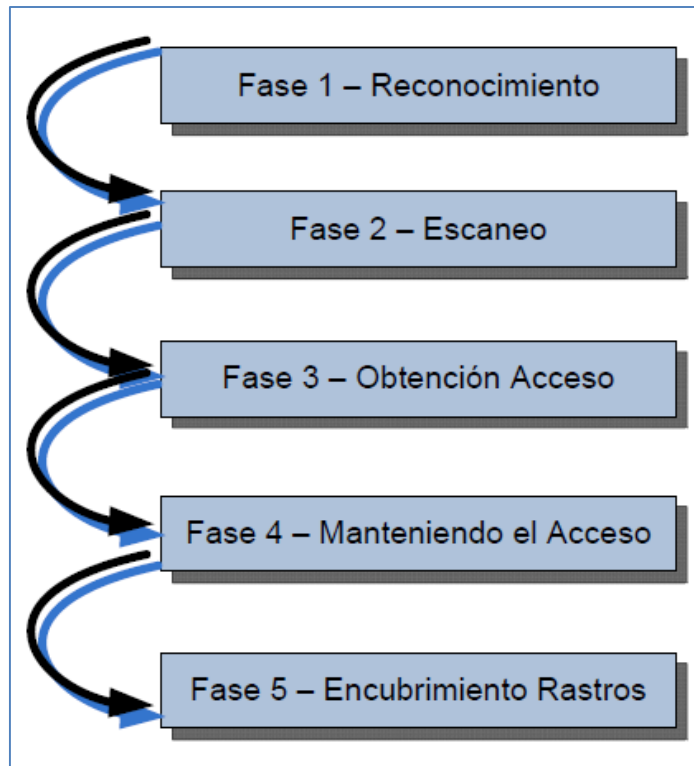 Fase 1 – Reconocimiento
Fase 2 – Escaneo
Fase 3 – Obtención Acceso
Fase 4 – Manteniendo el Acceso
Fase 5 – Encubrimiento Rastros